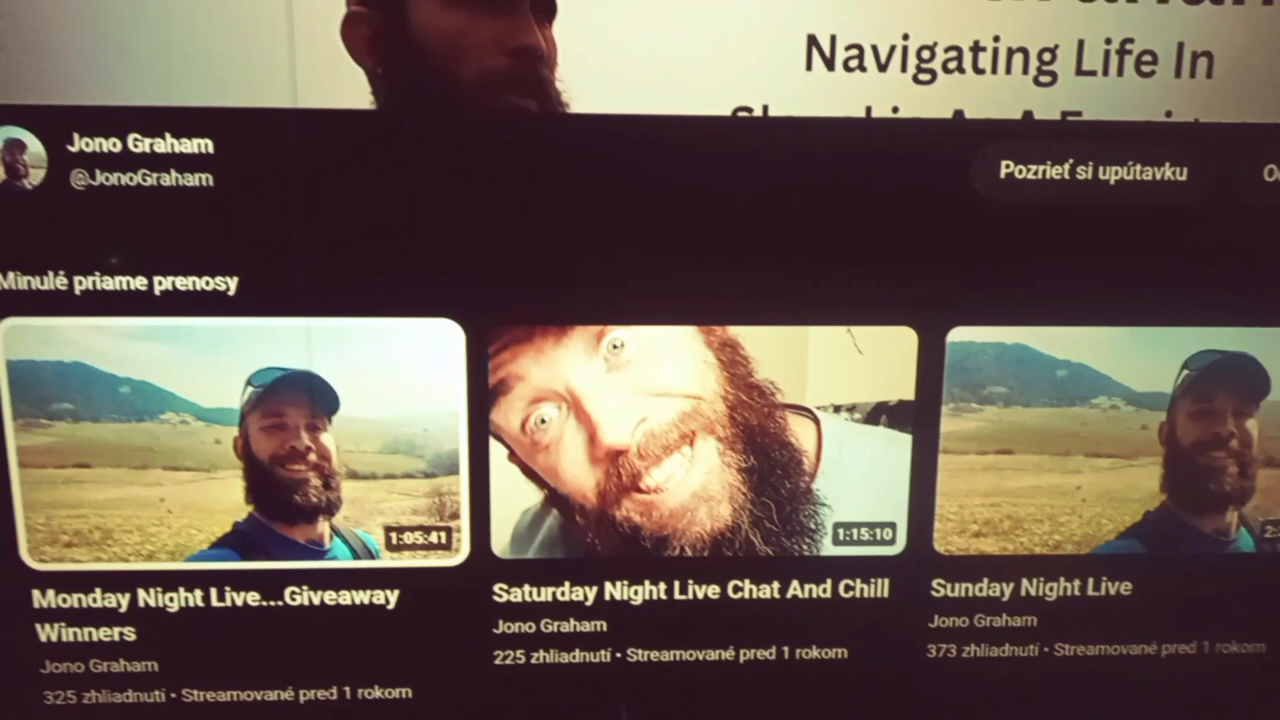 Navigating Life In
Jono Graham
@JonoGraham
Pozrieť si upútavku
Minulé priame prenosy
1:05:41
1:15:10
Monday Night Live...Giveaway
Winners
Jono Graham
325 zhliadnutí • Streamované pred 1 rokom
Saturday Night Live Chat And Chill
Jono Graham
225 zhliadnutí • Streamované pred 1 rokom
Sunday Night Live
Jono Graham
373 zhliadnutí • Streamované pred 1 rokom